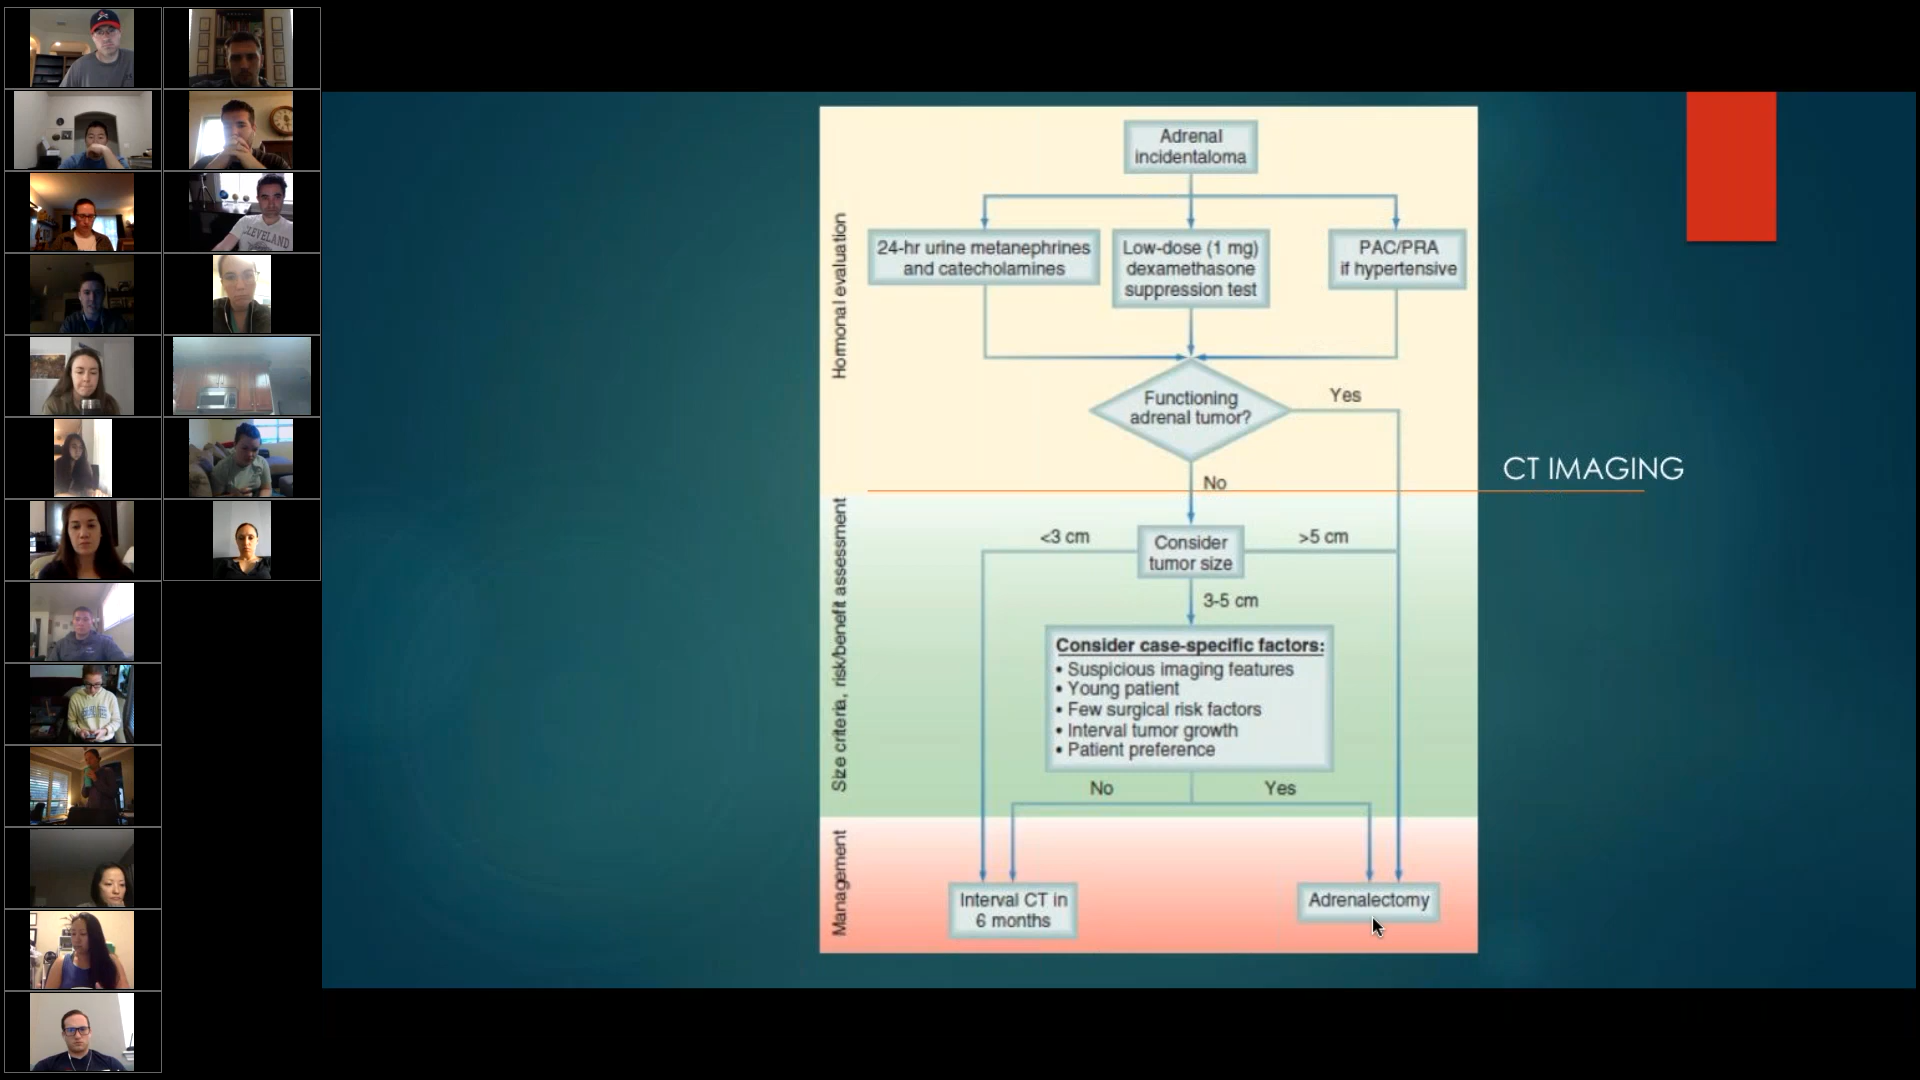 Adrenal
incidentaloma
Hormonal evaluation
24-hr urine metanephrines
and catecholamines
Low-dose (1 mg)
dexamethasone
suppression test
PAC/PRA
if hypertensive
Functioning
adrenal tumor?
Yes
No
CT IMAGING
Size criteria, risk/benefit assessment
<3 cm
Consider
tumor size
>5 cm
3-5 cm
Consider case-specific factors:
• Suspicious imaging features
• Young patient
• Few surgical risk factors
• Interval tumor growth
• Patient preference
No
Yes
Management
Interval CT in
6 months
Adrenalectomy
CLEVELAND